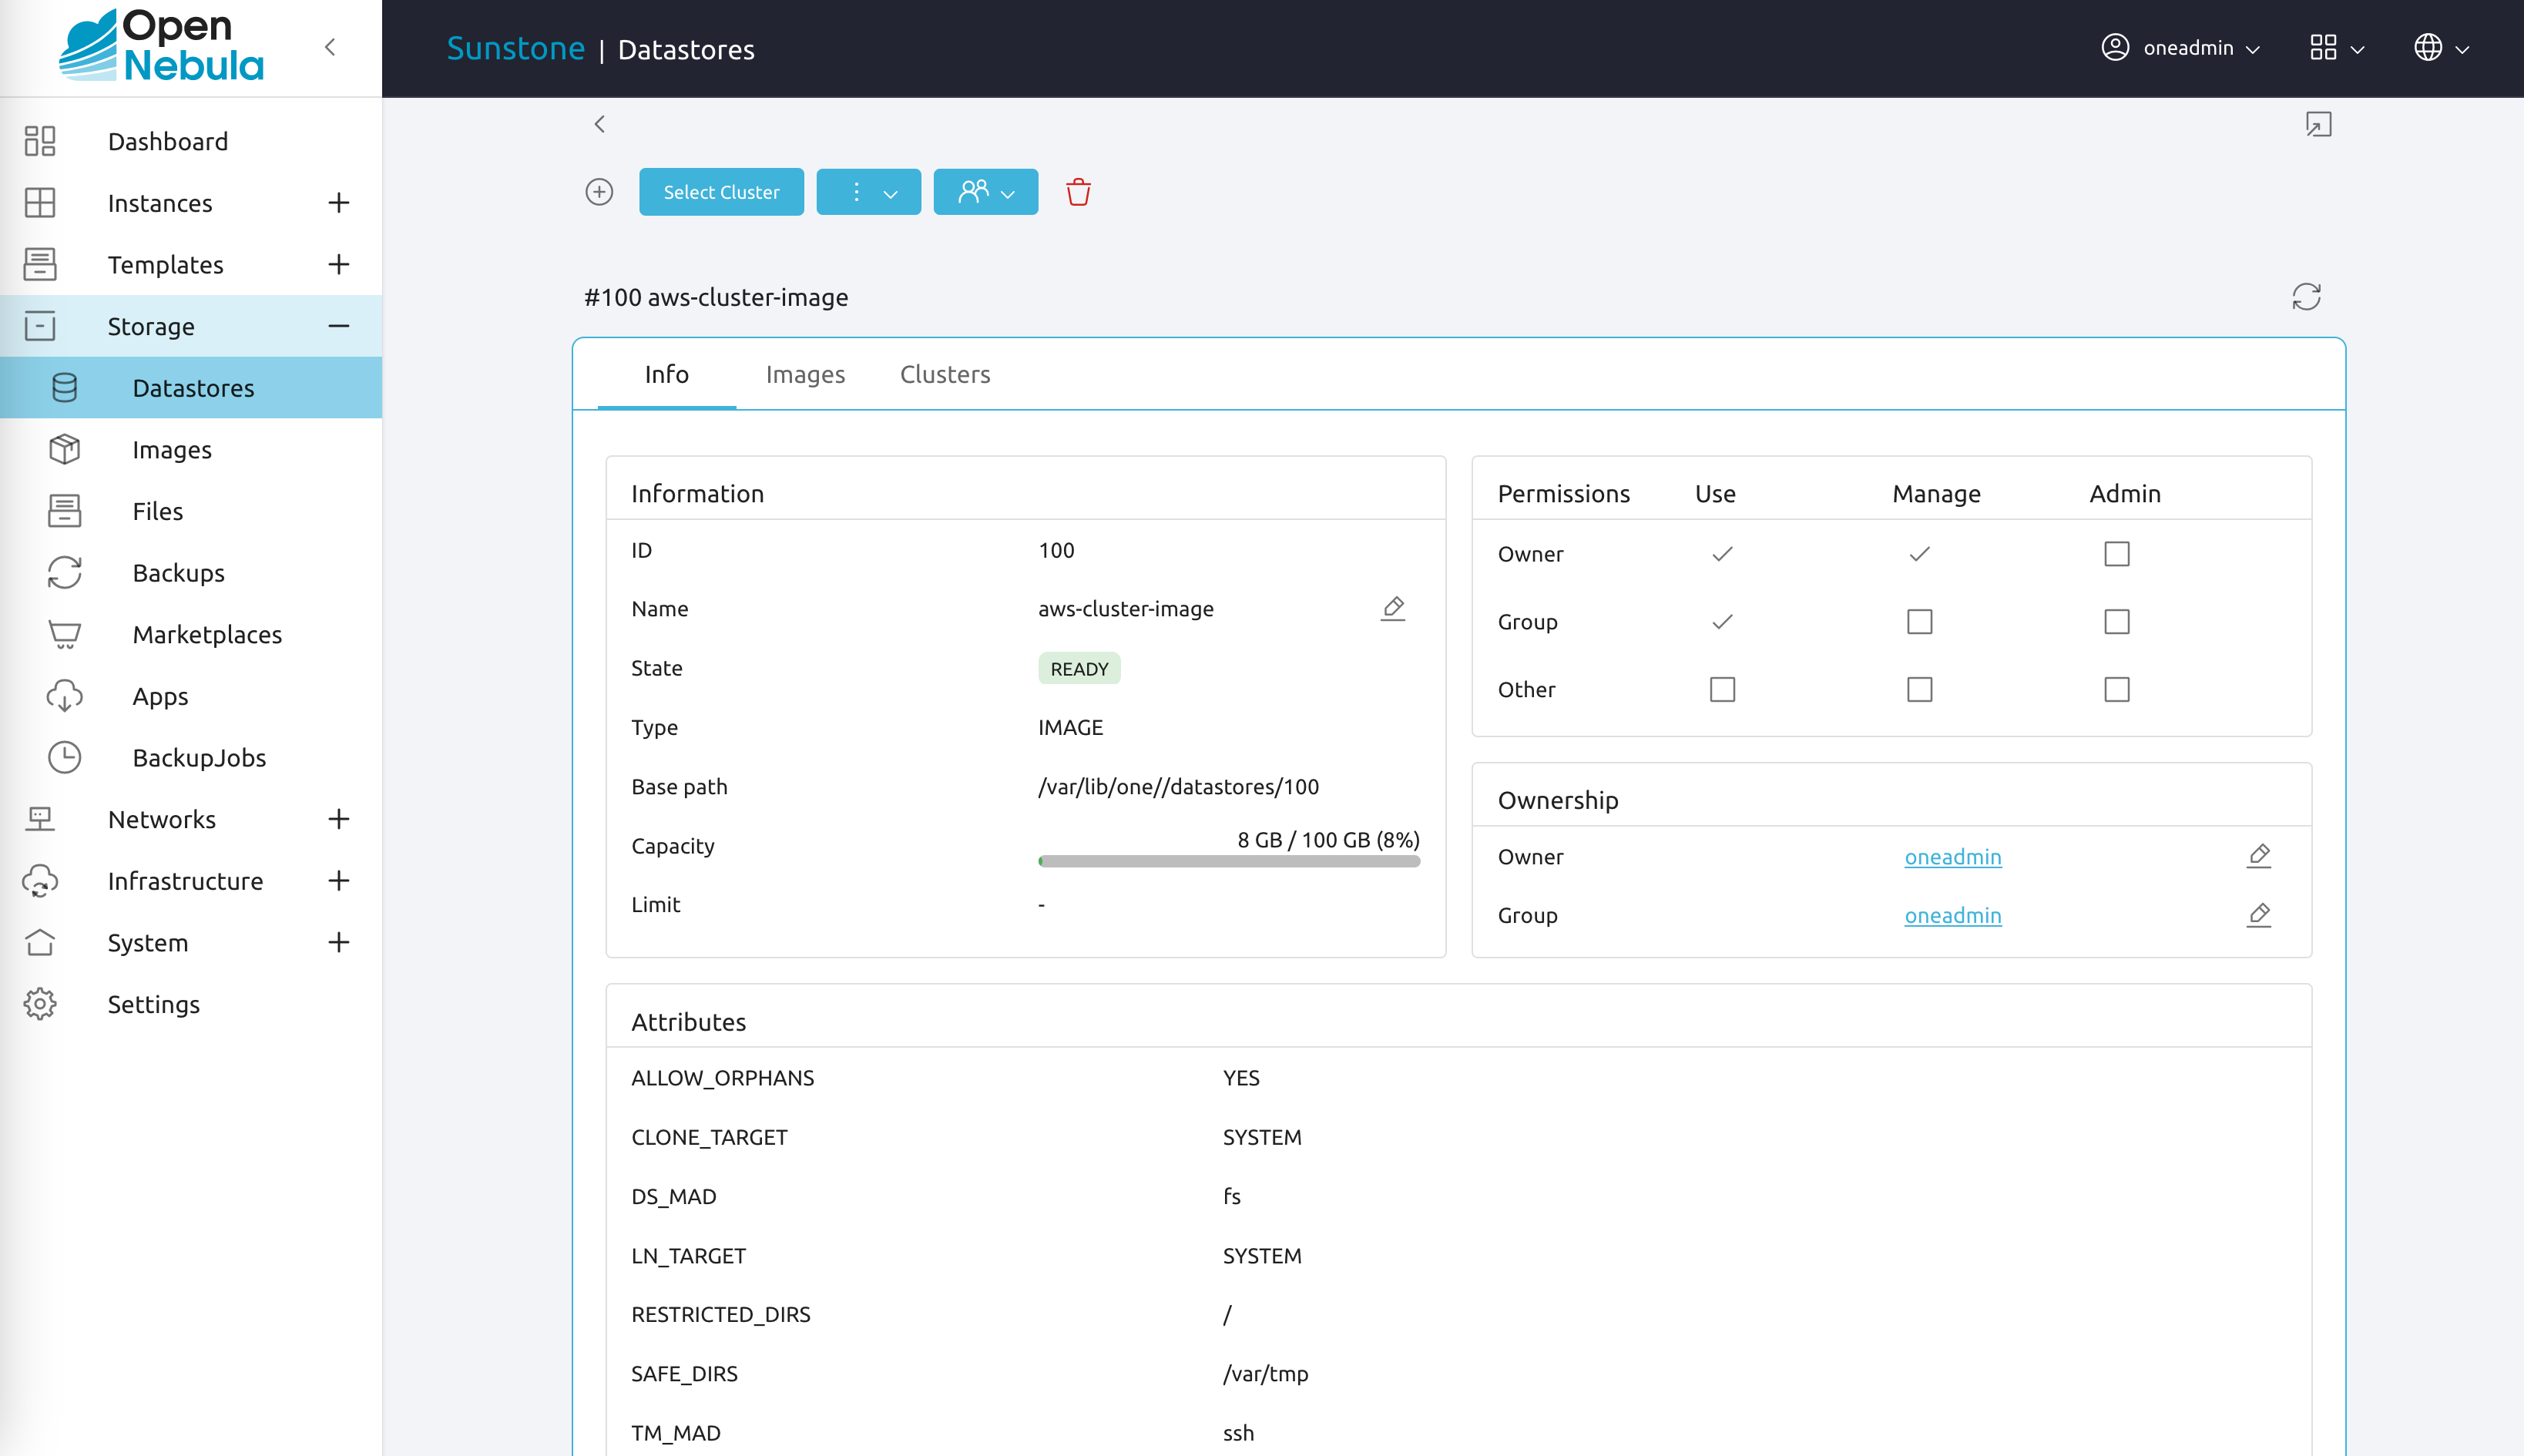 Open
Nebula
Sunstone | Datastores
oneadmin
Dashboard
Instances
Templates
Storage
Datastores
Images
Files
Backups
Marketplaces
Apps
BackupJobs
Networks
Infrastructure
System
Settings
Select Cluster
#100 aws-cluster-image
Info Images Clusters
Information
ID 100
Name aws-cluster-image
State READY
Type IMAGE
Base path /var/lib/one//datastores/100
Capacity 8 GB / 100 GB (8%)
Limit -
Permissions Use Manage Admin
Owner
Group
Other
Ownership
Owner oneadmin
Group oneadmin
Attributes
ALLOW_ORPHANS YES
CLONE_TARGET SYSTEM
DS_MAD fs
LN_TARGET SYSTEM
RESTRICTED_DIRS /
SAFE_DIRS /var/tmp
TM_MAD ssh